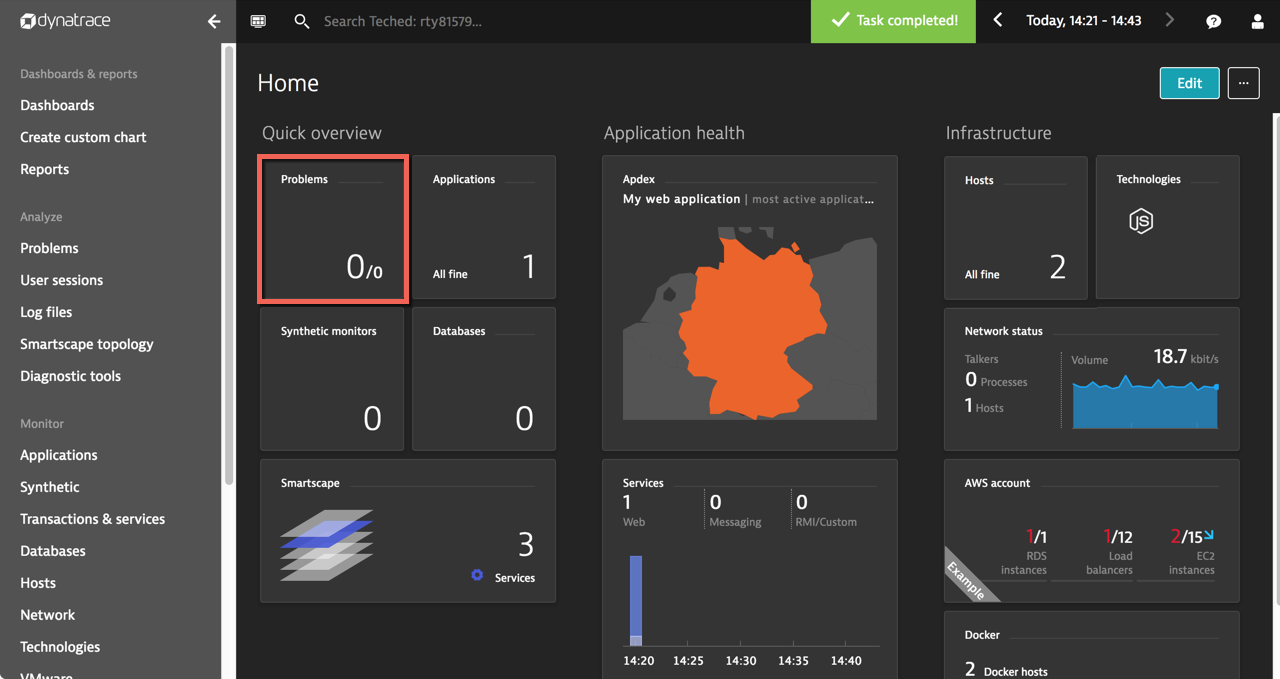 dynatrace
Search Teched: rty81579...
Task completed!
Today, 14:21 - 14:43
Dashboards & reports
Dashboards
Create custom chart
Reports
Analyze
Problems
User sessions
Log files
Smartscape topology
Diagnostic tools
Monitor
Applications
Synthetic
Transactions & services
Databases
Hosts
Network
Technologies
VMware
Home
Edit
...
Quick overview
Problems
0/0
Applications
All fine
1
Synthetic monitors
0
Databases
0
Smartscape
3
Services
Application health
Apdex
My web application | most active applicat...
Services
1
Web
0
Messaging
0
RMI/Custom
14:20 14:25 14:30 14:35 14:40
Infrastructure
Hosts
All fine
2
Technologies
JS
Network status
Talkers
0 Processes
1 Hosts
Volume
18.7 kbit/s
AWS account
1/1
RDS
instances
1/12
Load
balancers
2/15
EC2
instances
Example
Docker
2 Docker hosts